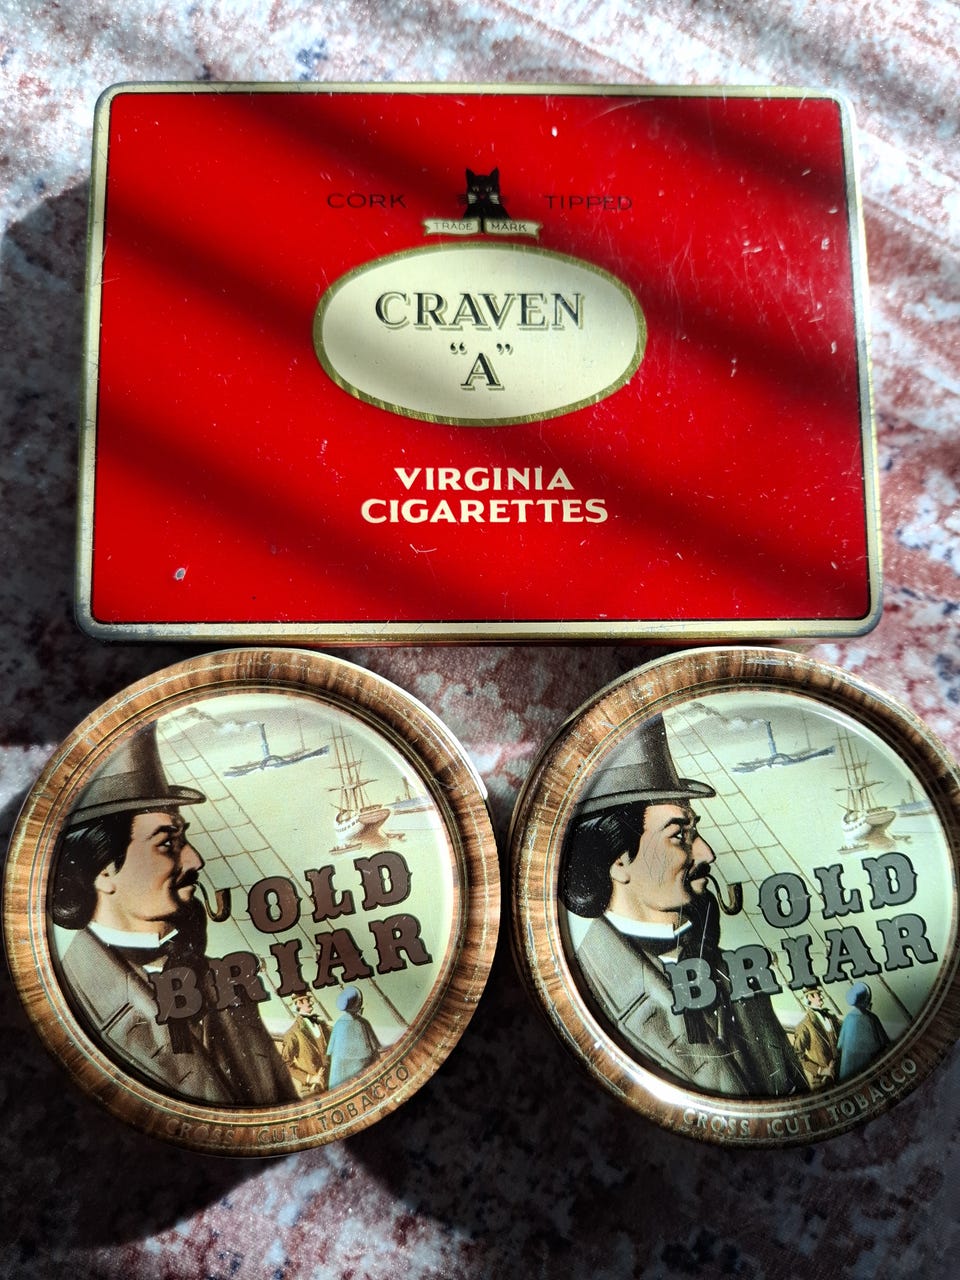 CORK TIPPED
TRADE MARK
CRAVEN
“A”
VIRGINIA
CIGARETTES
OLD
BRIAR
CROSS CUT TOBACCO
OLD
BRIAR
CROSS CUT TOBACCO